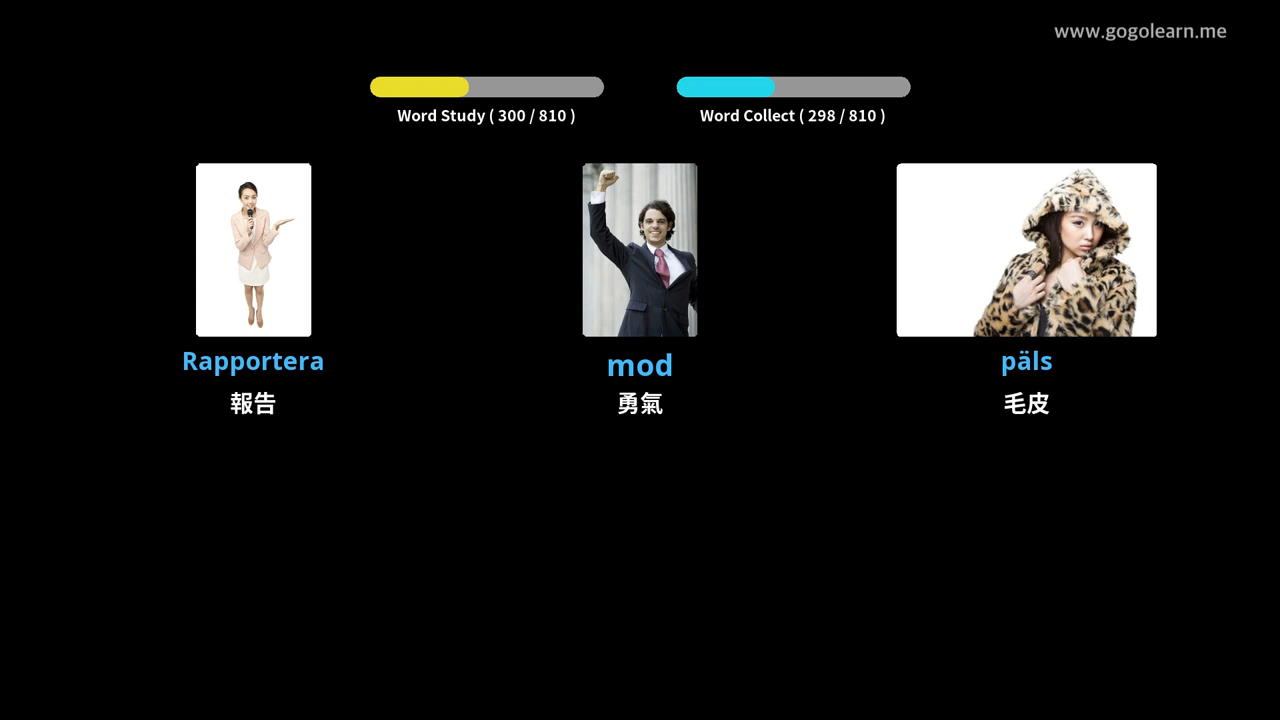 www.gogolearn.me
Word Study ( 300 / 810 )
Word Collect ( 298 / 810 )
Rapportera
報告
mod
勇氣
päls
毛皮